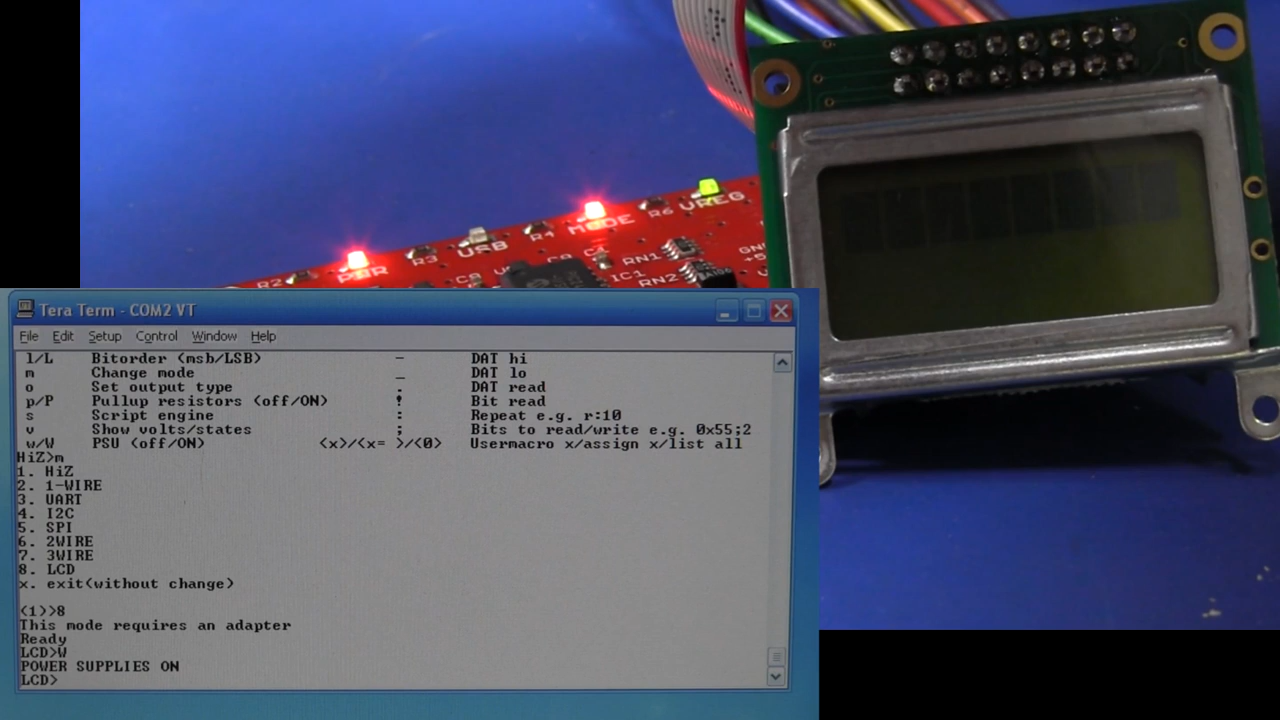 R6
VREG
MODE
R4
USB
R3
PWR
R2
C1
RN1
IC1
RN2
GND
+5
Tera Term - COM2 VT
File Edit Setup Control Window Help
l/L Bitorder (msb/LSB) - DAT hi
m Change mode _ DAT lo
o Set output type . DAT read
p/P Pullup resistors (off/ON) ! Bit read
s Script engine : Repeat e.g. r:10
v Show volts/states ; Bits to read/write e.g. 0x55;2
w/W PSU (off/ON) <x>/<x= >/<0> Usermacro x/assign x/list all
HiZ>m
1. HiZ
2. 1-WIRE
3. UART
4. I2C
5. SPI
6. 2WIRE
7. 3WIRE
8. LCD
x. exit(without change)
(1)>8
This mode requires an adapter
Ready
LCD>W
POWER SUPPLIES ON
LCD>